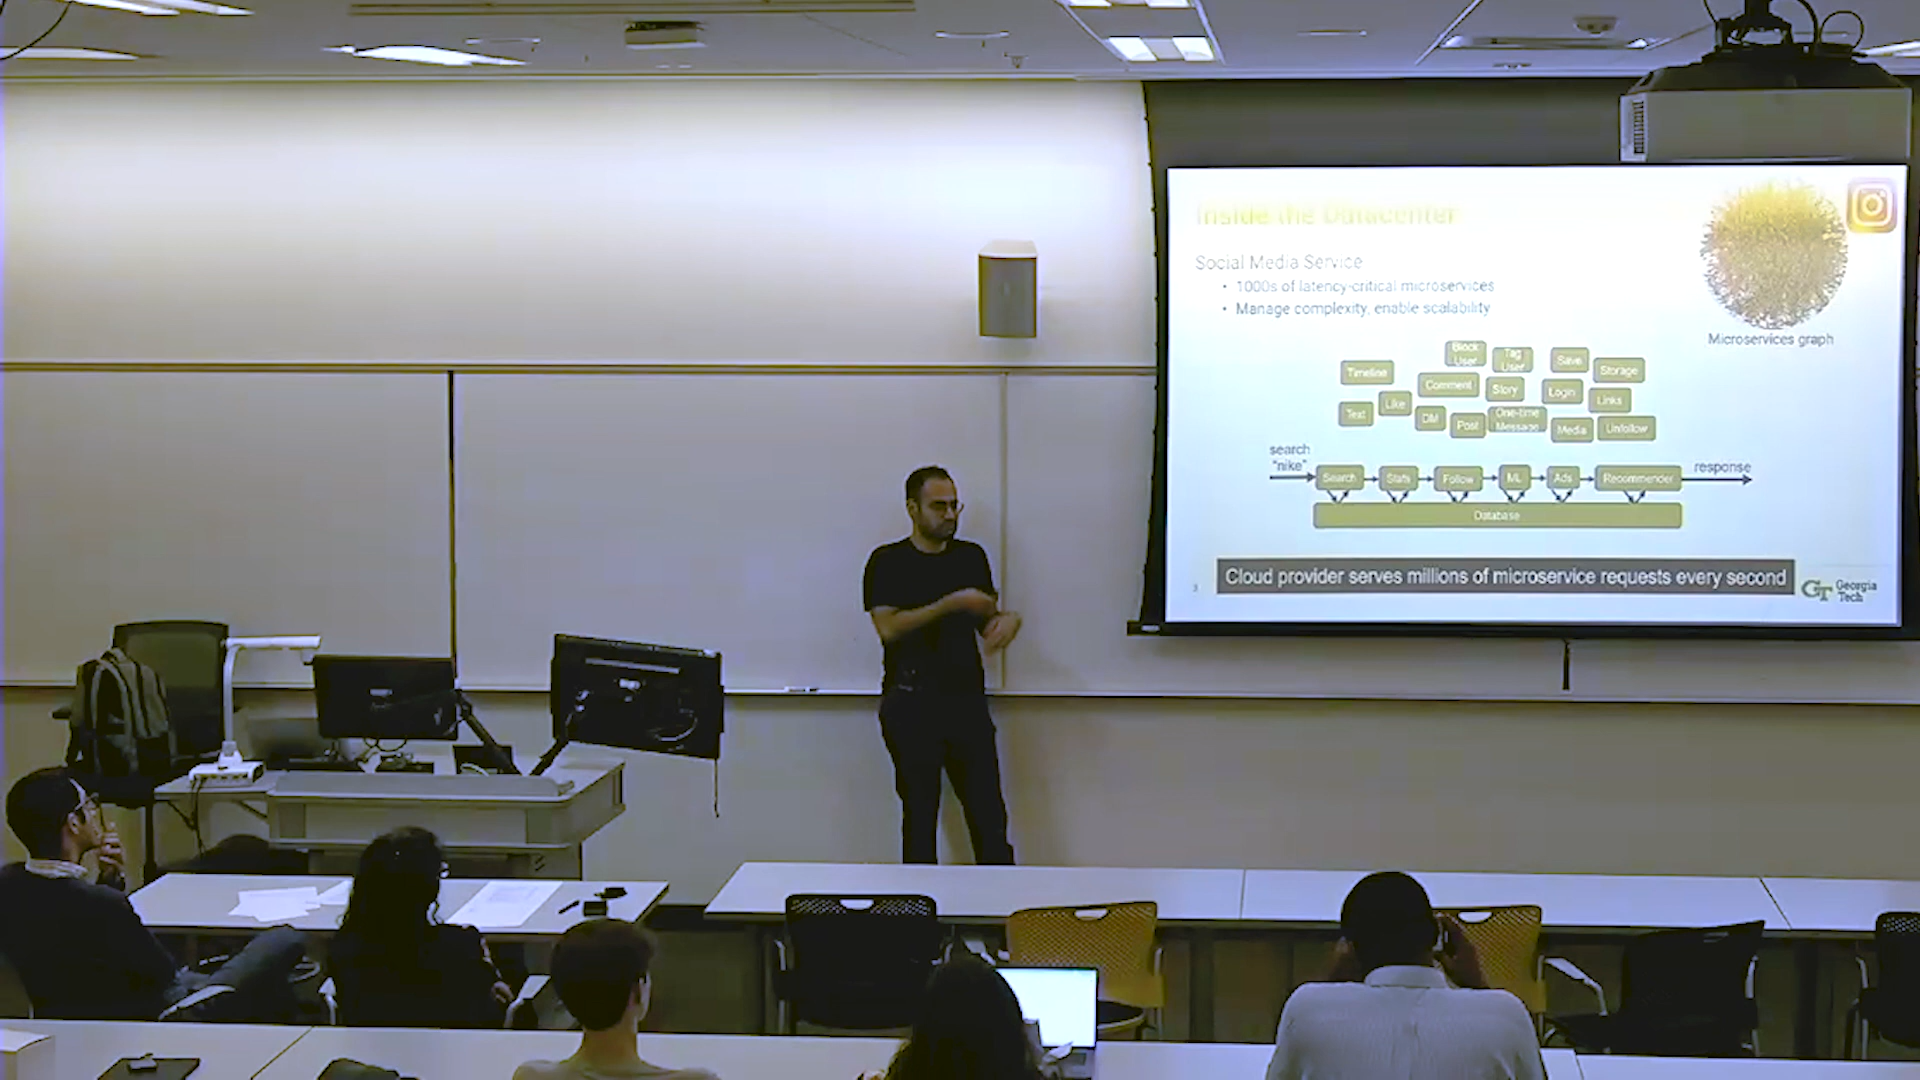 Inside the Datacenter
Social Media Service
• 1000s of latency-critical microservices
• Manage complexity, enable scalability
Microservices graph
Block User
Tag User
Save
Timeline
Storage
Comment
Story
Login
Links
Like
Text
DM
Post
One-time Message
Media
Unfollow
search "nike"
Search
Stats
Follow
ML
Ads
Recommender
response
Database
Cloud provider serves millions of microservice requests every second
3
GT Georgia Tech